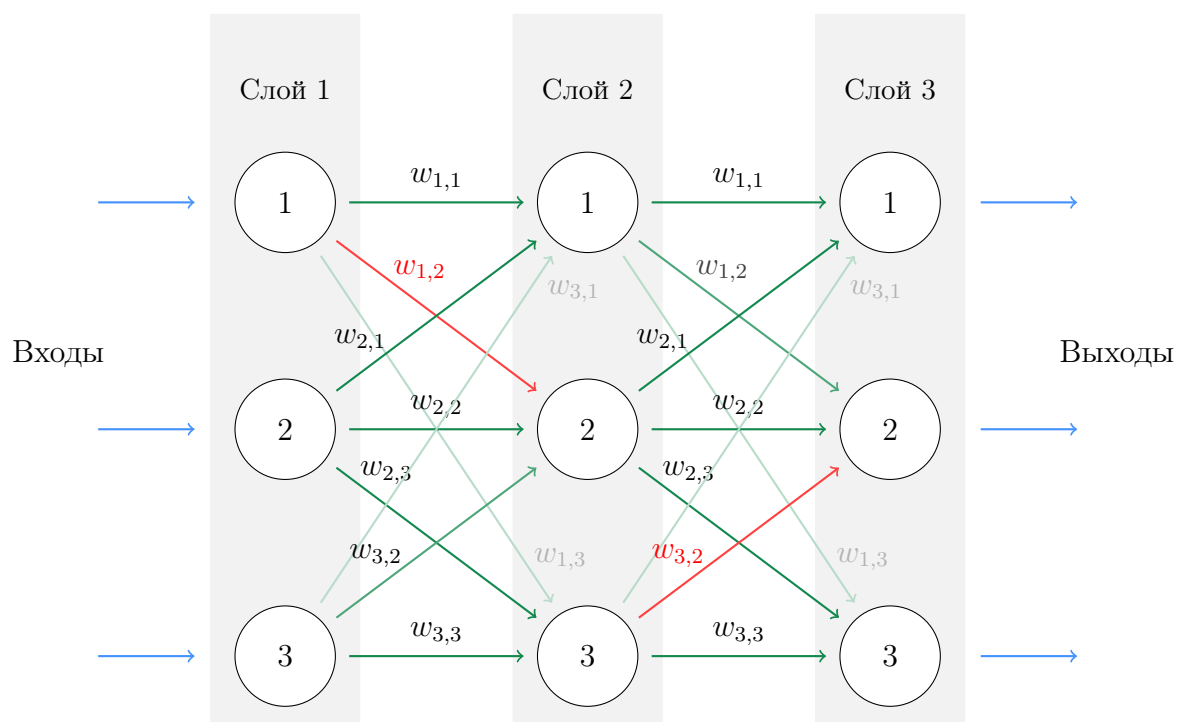 Слой 1 Слой 2 Слой 3
w1,1 w1,1
1 1 1
w1,2 w1,2
w3,1 w3,1
w2,1 w2,1
Входы Выходы
w2,2 w2,2
2 2 2
w2,3 w2,3
w3,2 w1,3 w3,2 w1,3
w3,3 w3,3
3 3 3